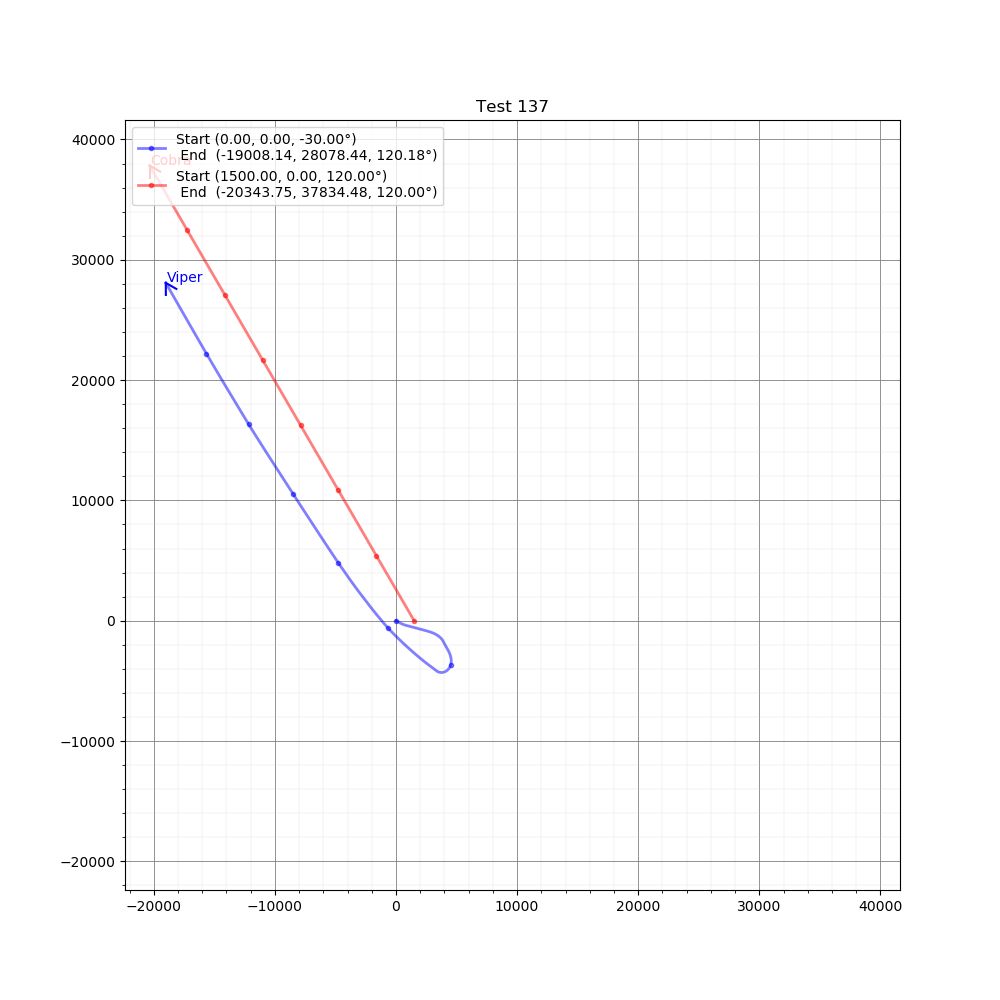 Test 137
Start (0.00, 0.00, -30.00°)
End (-19008.14, 28078.44, 120.18°)
Start (1500.00, 0.00, 120.00°)
End (-20343.75, 37834.48, 120.00°)
Cobra
Viper
40000
30000
20000
10000
0
−10000
−20000
−20000 −10000 0 10000 20000 30000 40000